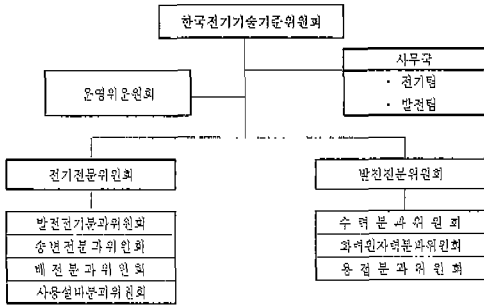 한국전기기술기준위원회
사무국
· 전기팀
· 발전팀
운영위운원회
전기전문위원회
발전전문위원회
발전전기분과위원회
송변전분과위원회
배전분과위원회
사용설비분과위원회
수력분과위원회
화력원자력분과위원회
용접분과위원회